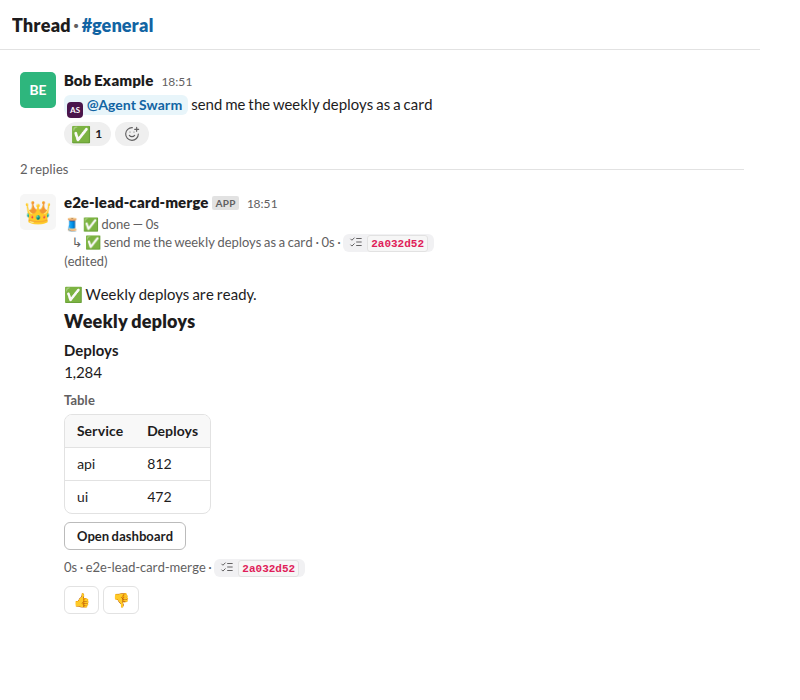 Thread · #general
BE
Bob Example 18:51
AS @Agent Swarm send me the weekly deploys as a card
✅ 1
2 replies
e2e-lead-card-merge APP 18:51
🧵 ✅ done — 0s
↳ ✅ send me the weekly deploys as a card · 0s · 2a032d52
(edited)
✅ Weekly deploys are ready.
Weekly deploys
Deploys
1,284
Table
Service Deploys
api 812
ui 472
Open dashboard
0s · e2e-lead-card-merge · 2a032d52
👍 👎